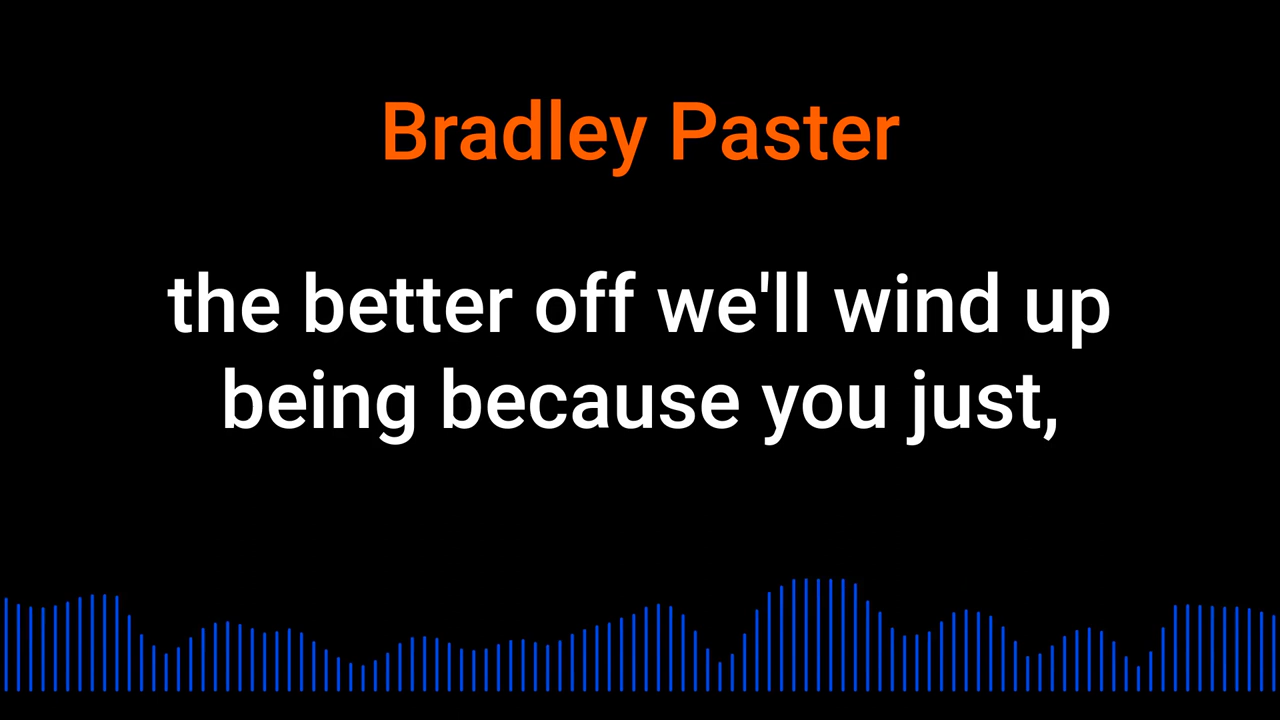 Bradley Paster
the better off we'll wind up
being because you just,